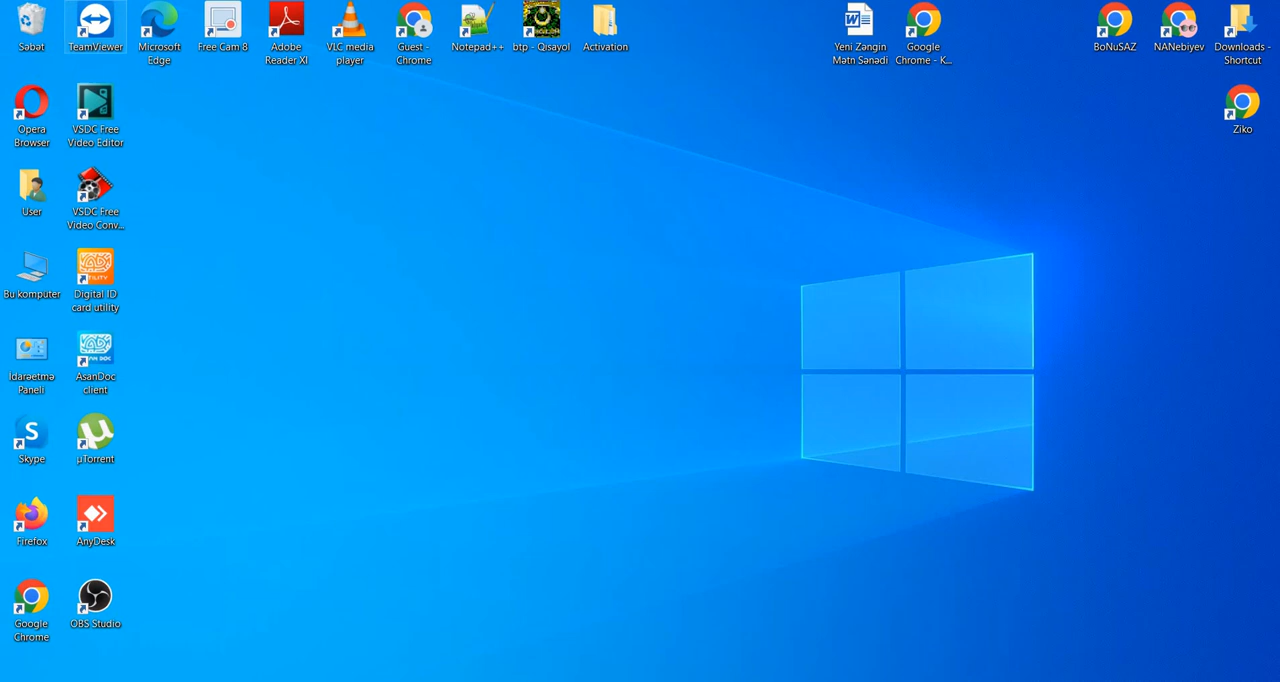 Səbət
TeamViewer
Microsoft
Edge
Free Cam 8
Adobe
Reader XI
VLC media
player
Guest -
Chrome
Notepad++
btp - Qısayol
Activation
Yeni Zəngin
Mətn Sənədi
Google
Chrome - K...
BoNuSAZ
NANebiyev
Downloads -
Shortcut
Opera
Browser
VSDC Free
Video Editor
Ziko
User
VSDC Free
Video Conv...
Bu komputer
UTILITY
Digital ID
card utility
İdarəetmə
Paneli
AsanDoc
client
S
Skype
µ
µTorrent
Firefox
AnyDesk
Google
Chrome
OBS Studio